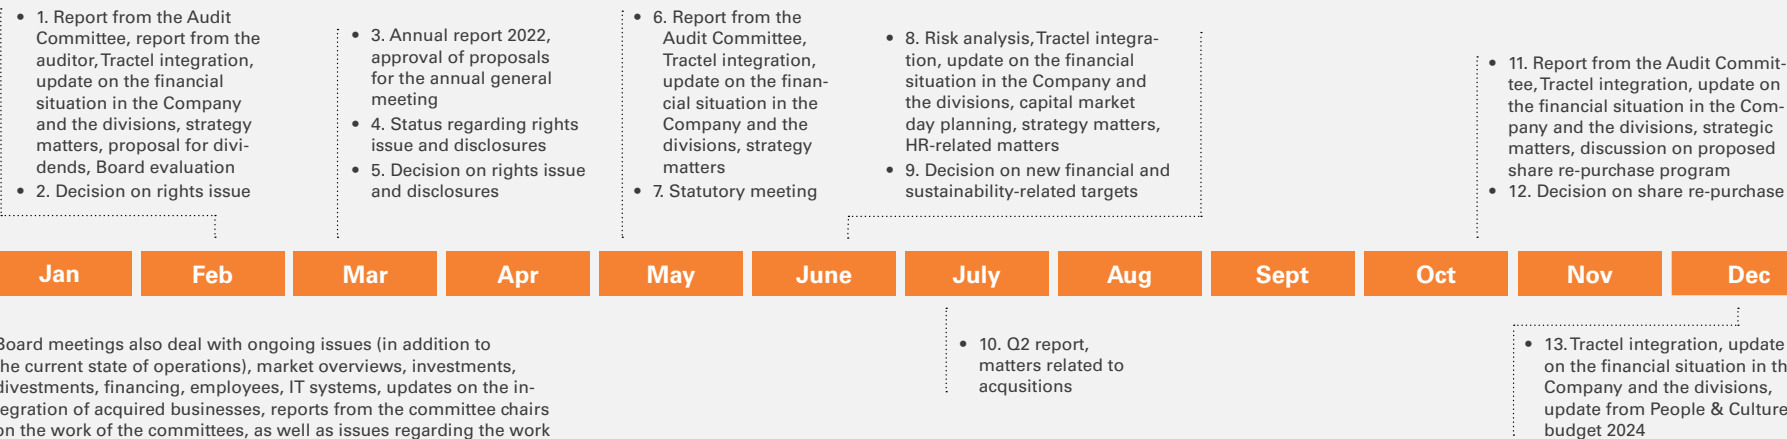 • 1. Report from the Audit
Committee, report from the
auditor, Tractel integration,
update on the financial
situation in the Company
and the divisions, strategy
matters, proposal for divi-
dends, Board evaluation
• 2. Decision on rights issue
• 3. Annual report 2022,
approval of proposals
for the annual general
meeting
• 4. Status regarding rights
issue and disclosures
• 5. Decision on rights issue
and disclosures
• 6. Report from the
Audit Committee,
Tractel integration,
update on the finan-
cial situation in the
Company and the
divisions, strategy
matters
• 7. Statutory meeting
• 8. Risk analysis, Tractel integra-
tion, update on the financial
situation in the Company and
the divisions, capital market
day planning, strategy matters,
HR-related matters
• 9. Decision on new financial and
sustainability-related targets
• 11. Report from the Audit Commit-
tee, Tractel integration, update on
the financial situation in the Com-
pany and the divisions, strategic
matters, discussion on proposed
share re-purchase program
• 12. Decision on share re-purchase
Jan Feb Mar Apr May June July Aug Sept Oct Nov Dec
Board meetings also deal with ongoing issues (in addition to
the current state of operations), market overviews, investments,
divestments, financing, employees, IT systems, updates on the in-
tegration of acquired businesses, reports from the committee chairs
on the work of the committees, as well as issues regarding the work
• 10. Q2 report,
matters related to
acqusitions
• 13. Tractel integration, update
on the financial situation in th
Company and the divisions,
update from People & Culture
budget 2024